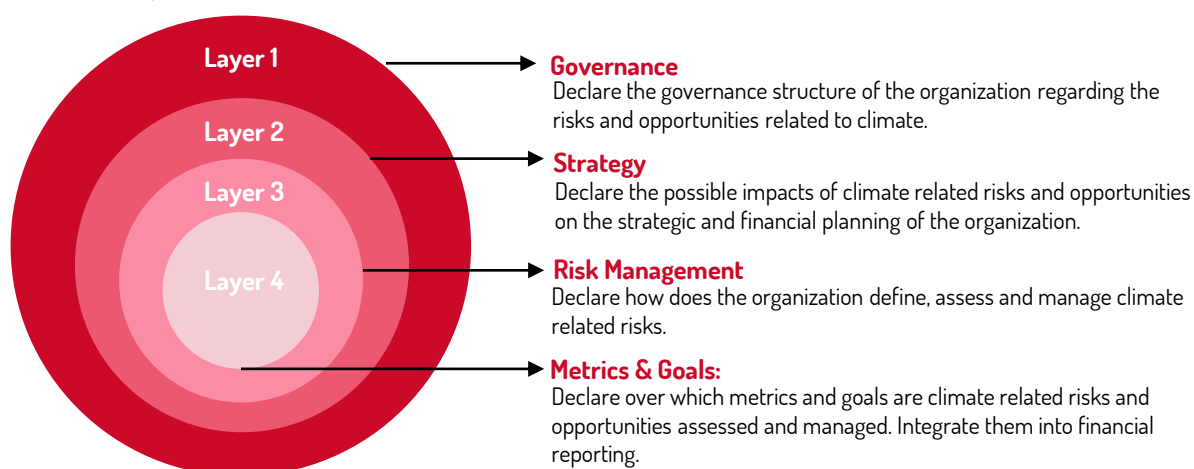 Layer 1
Governance
Declare the governance structure of the organization regarding the
risks and opportunities related to climate.
Layer 2
Strategy
Declare the possible impacts of climate related risks and opportunities
on the strategic and financial planning of the organization.
Layer 3
Risk Management
Declare how does the organization define, assess and manage climate
related risks.
Layer 4
Metrics & Goals:
Declare over which metrics and goals are climate related risks and
opportunities assessed and managed. Integrate them into financial
reporting.